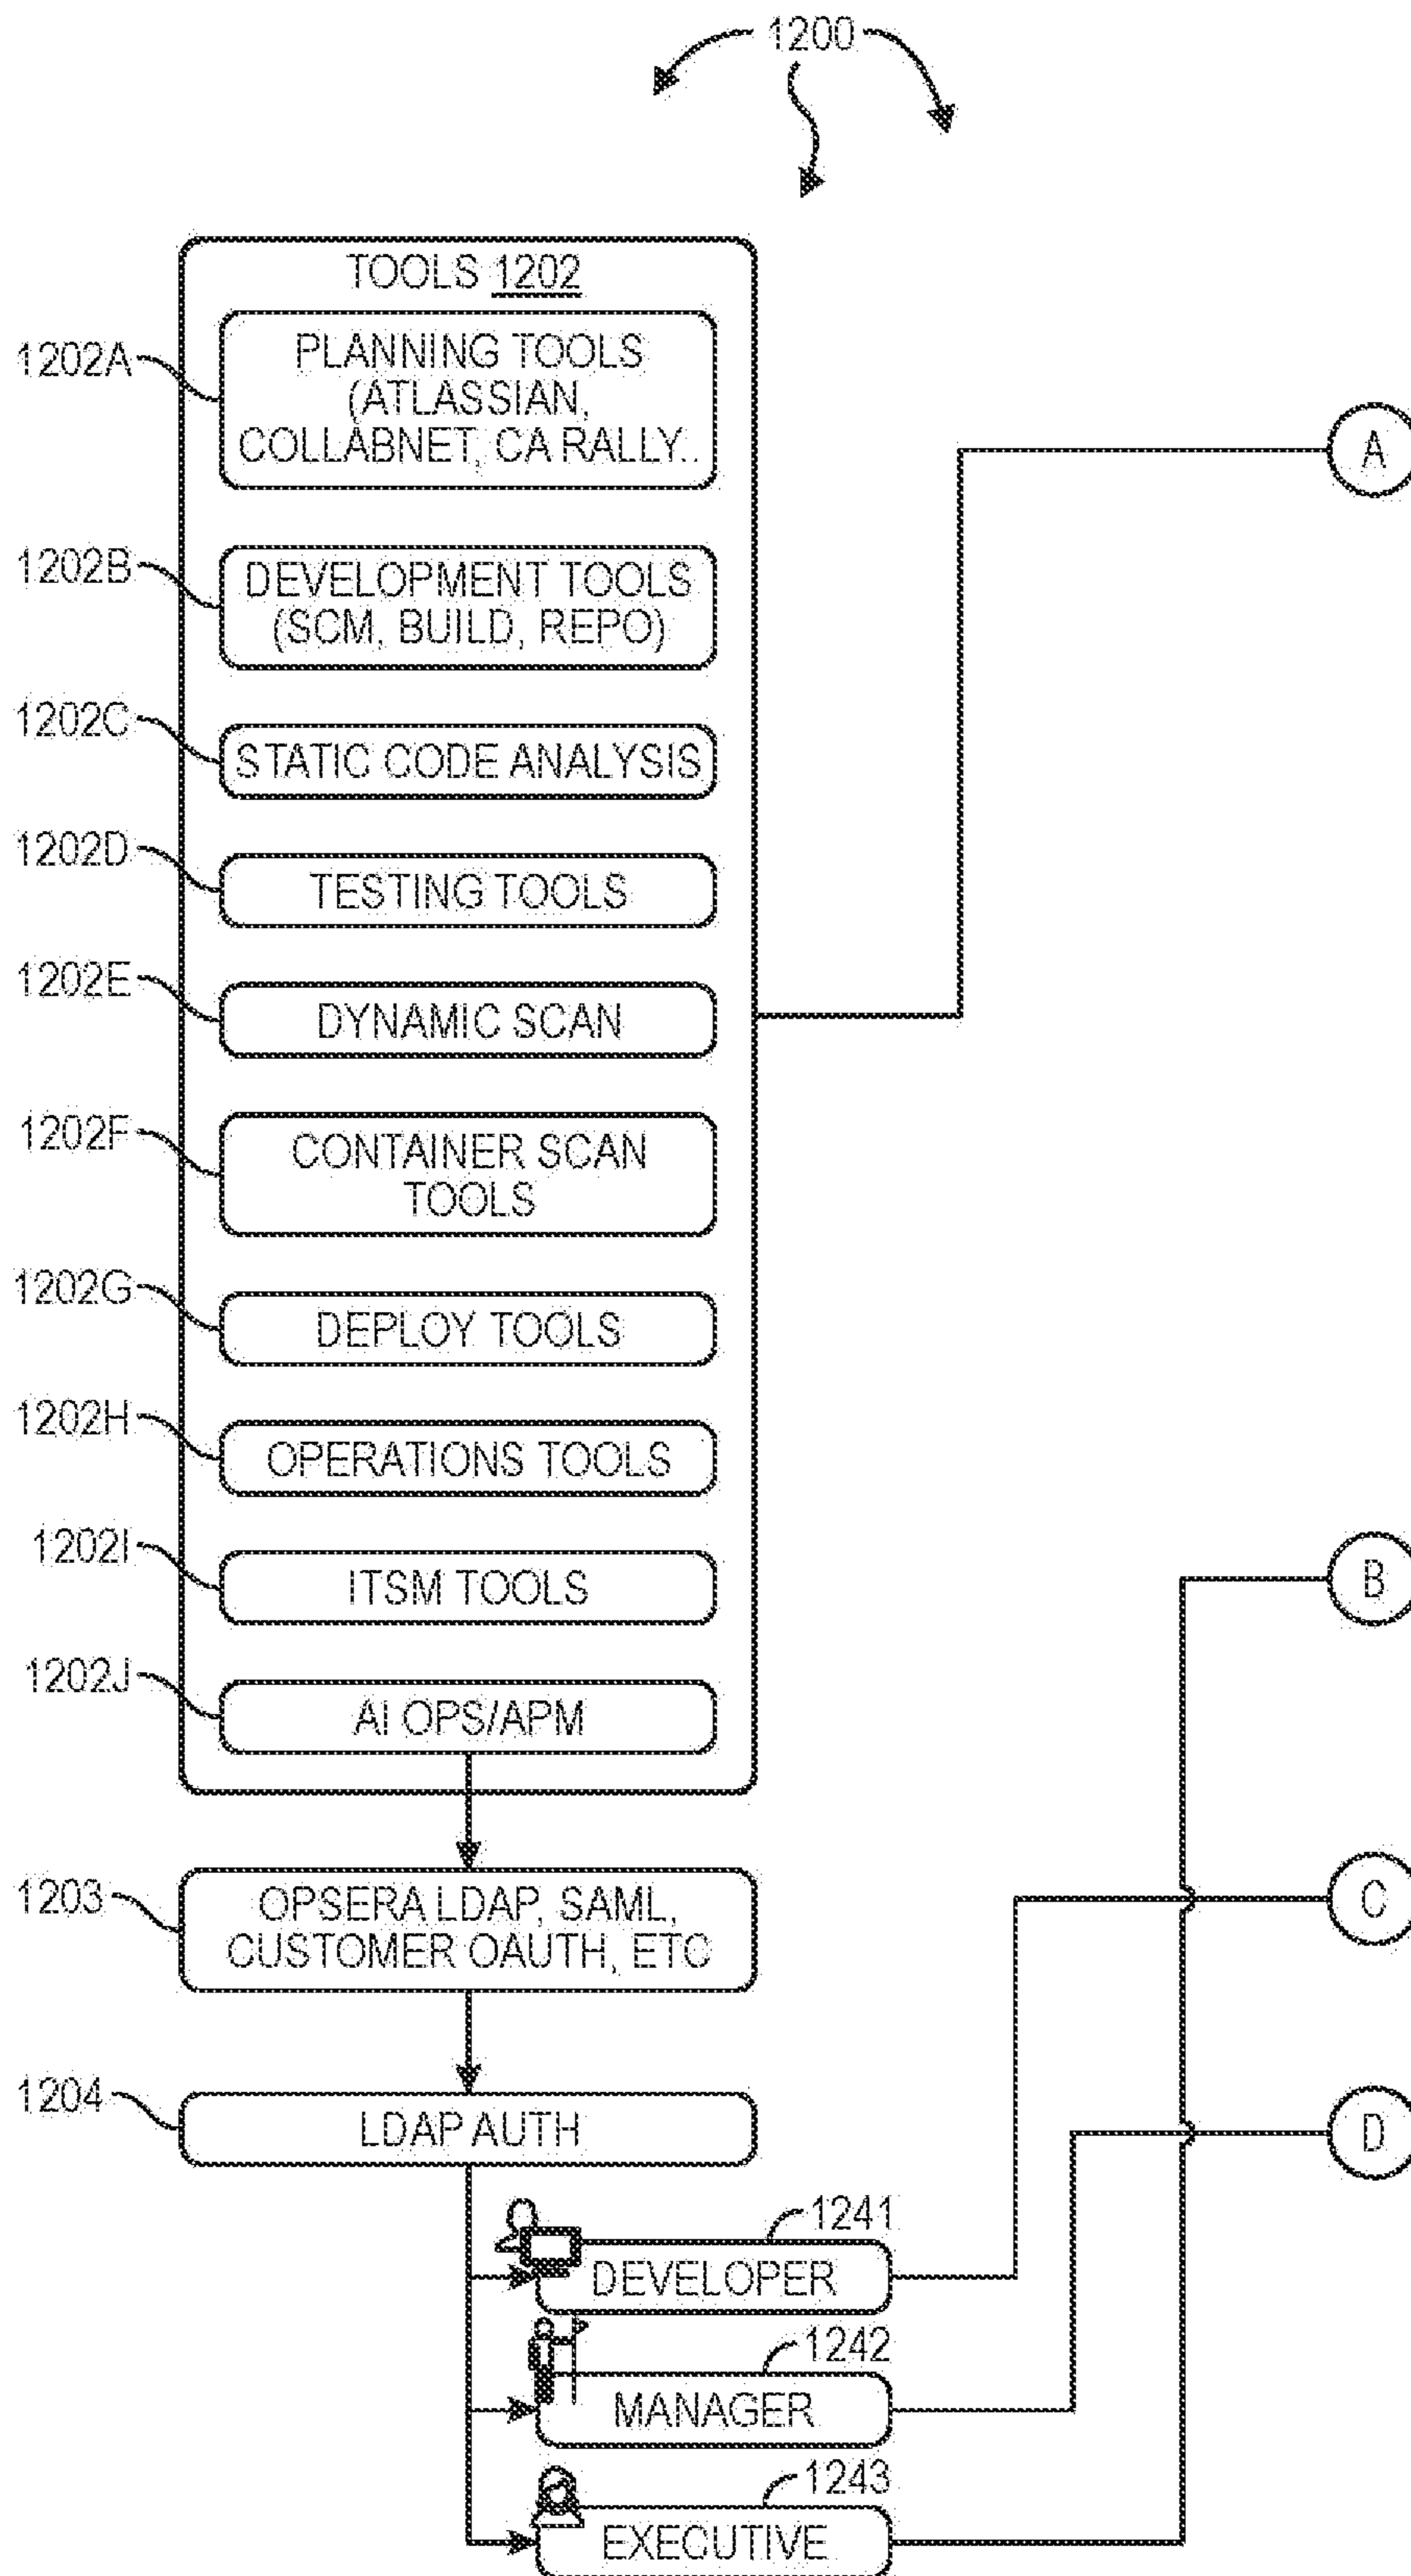 1200
TOOLS 1202
1202A
PLANNING TOOLS
(ATLASSIAN,
COLLABNET, CA RALLY..
A
1202B
DEVELOPMENT TOOLS
(SCM, BUILD, REPO)
1202C
STATIC CODE ANALYSIS
1202D
TESTING TOOLS
1202E
DYNAMIC SCAN
1202F
CONTAINER SCAN
TOOLS
1202G
DEPLOY TOOLS
1202H
OPERATIONS TOOLS
1202I
ITSM TOOLS
B
1202J
AI OPS/APM
1203
OPSERA LDAP, SAML,
CUSTOMER OAUTH, ETC
C
1204
LDAP AUTH
D
1241
DEVELOPER
1242
MANAGER
1243
EXECUTIVE